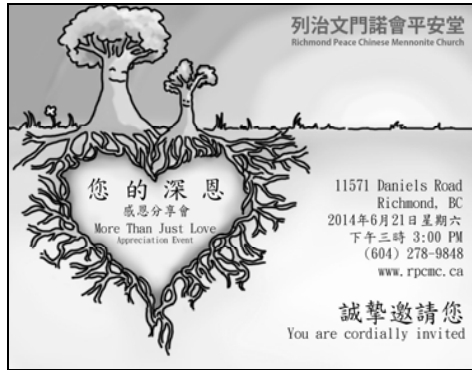 列治文門諾會平安堂
Richmond Peace Chinese Mennonite Church
您的深恩
感恩分享會
More Than Just Love
Appreciation Event
11571 Daniels Road
Richmond, BC
2014年6月21日星期六
下午三時 3:00 PM
(604) 278-9848
www.rpcmc.ca
誠摯邀請您
You are cordially invited